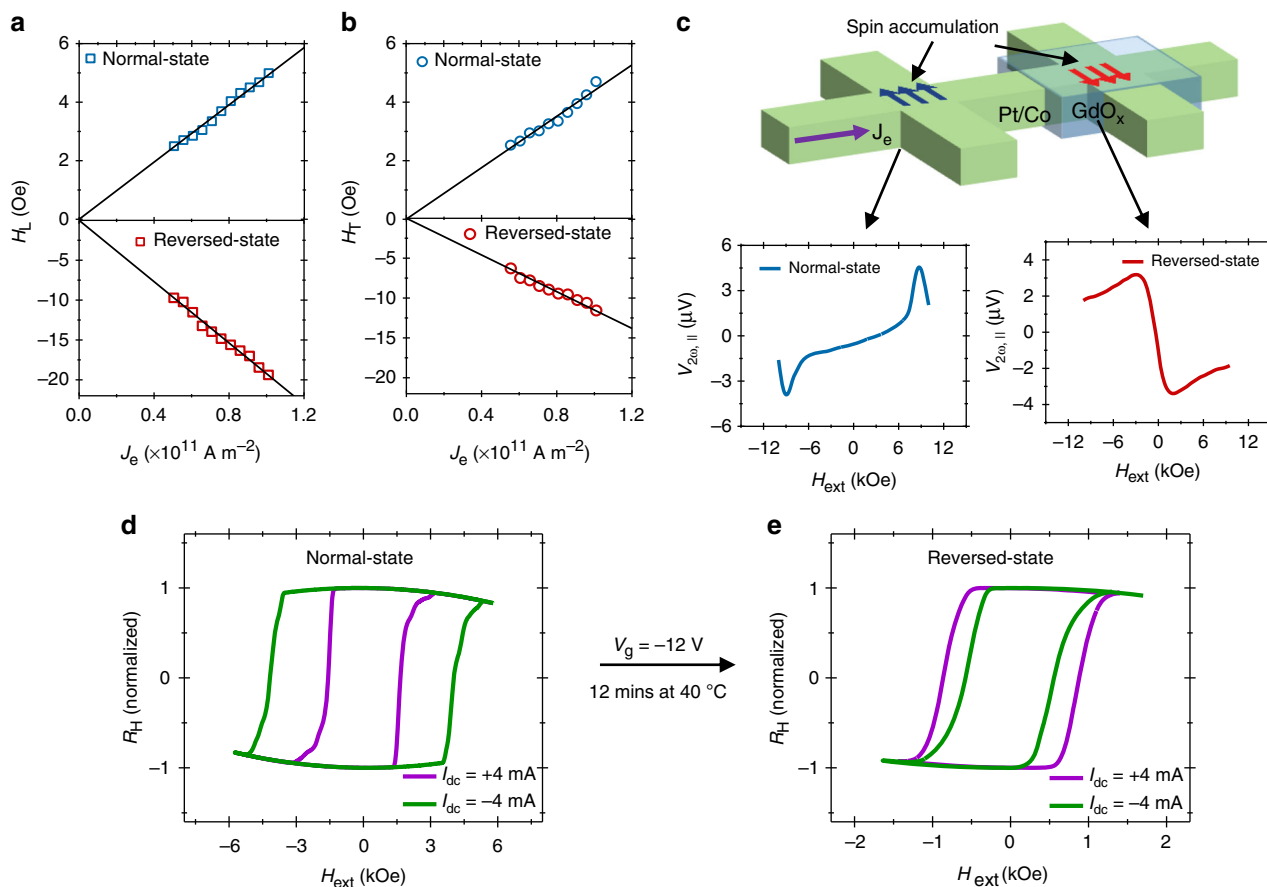 a
6
4
2
0
−5
−10
−15
−20
H_L (Oe)
Normal-state
Reversed-state
0.0
0.4
0.8
1.2
J_e (×10¹¹ A m⁻²)
b
6
4
2
0
−5
−10
−15
−20
H_T (Oe)
Normal-state
Reversed-state
0.0
0.4
0.8
1.2
J_e (×10¹¹ A m⁻²)
c
Spin accumulation
J_e
Pt/Co
GdOₓ
6
3
0
−3
−6
V_2ω, || (μV)
Normal-state
−12
−6
0
6
12
H_ext (kOe)
4
2
0
−2
−4
V_2ω, || (μV)
Reversed-state
−12
−6
0
6
12
H_ext (kOe)
d
Normal-state
1
0
−1
R_H (normalized)
I_dc = +4 mA
I_dc = −4 mA
−6
−3
0
3
6
H_ext (kOe)
V_g = −12 V
12 mins at 40 °C
e
Reversed-state
1
0
−1
R_H (normalized)
I_dc = +4 mA
I_dc = −4 mA
−2
−1
0
1
2
H_ext (kOe)